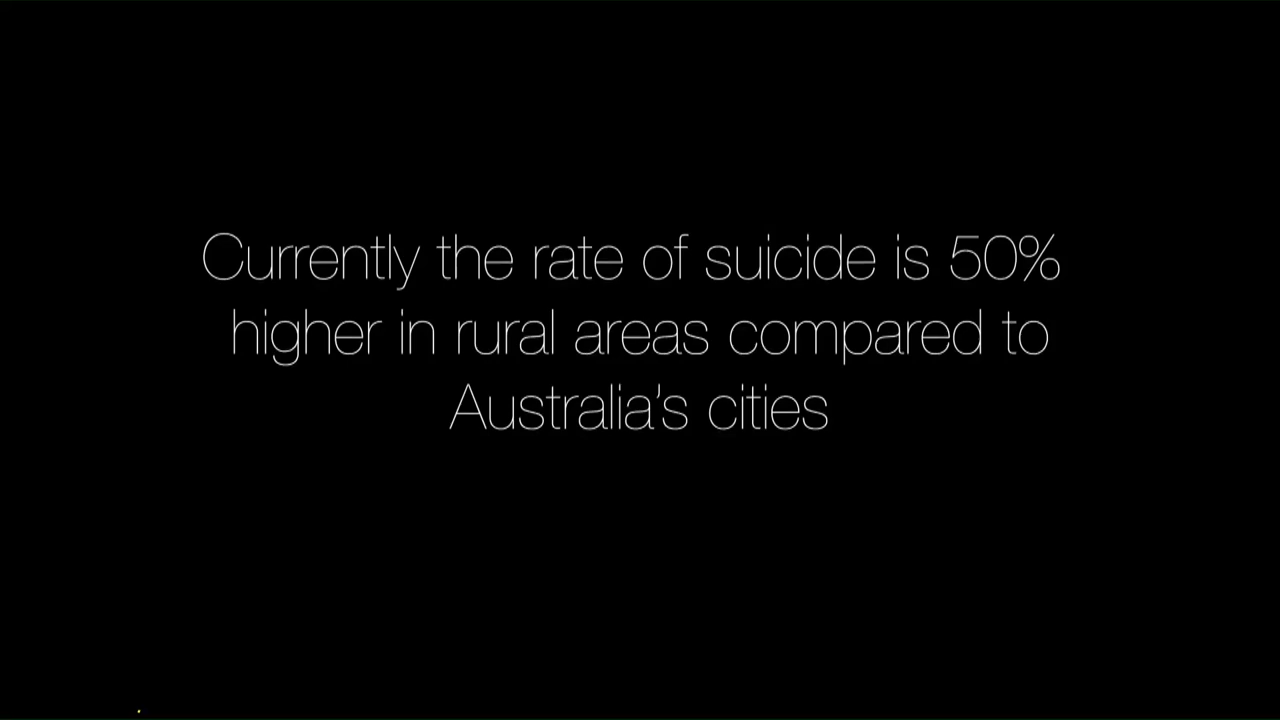 Currently the rate of suicide is 50%
higher in rural areas compared to
Australia's cities